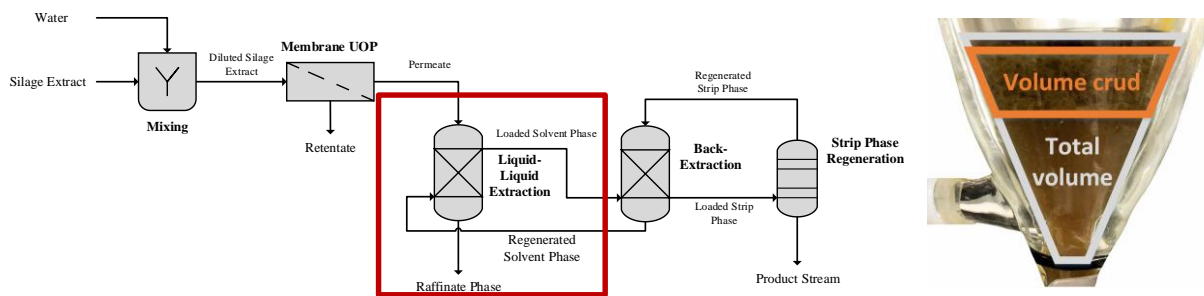 Water
Silage Extract
Mixing
Diluted Silage
Extract
Membrane UOP
Permeate
Retentate
Liquid-
Liquid
Extraction
Loaded Solvent Phase
Regenerated
Solvent Phase
Raffinate Phase
Regenerated
Strip Phase
Back-
Extraction
Loaded Strip
Phase
Strip Phase
Regeneration
Product Stream
Volume crud
Total
volume